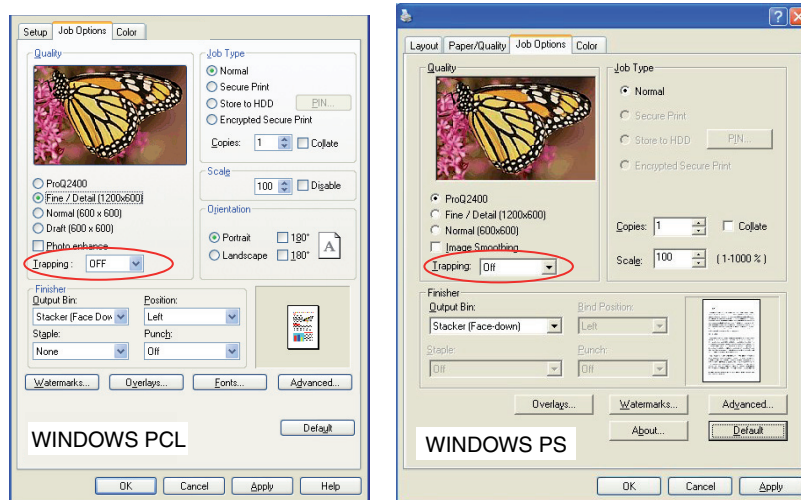 Setup Job Options Color
Quality
ProQ2400
Fine / Detail (1200x600)
Normal (600 x 600)
Draft (600 x 600)
Photo enhance
Trapping : OFF
Job Type
Normal
Secure Print
Store to HDD PIN...
Encrypted Secure Print
Copies: 1 Collate
Scale
100 Disable
Orientation
Portrait 180°
Landscape 180°
A
Finisher
Output Bin: Position:
Stacker (Face Dow Left
Staple: Punch:
None Off
Watermarks... Overlays... Fonts... Advanced...
Default
WINDOWS PCL
OK Cancel Apply Help
Layout Paper/Quality Job Options Color
Quality
ProQ2400
Fine / Detail (1200x600)
Normal (600x600)
Image Smoothing
Trapping: Off
Job Type
Normal
Secure Print
Store to HDD PIN...
Encrypted Secure Print
Copies: 1 Collate
Scale: 100 (1-1000 %)
Finisher
Output Bin: Bind Position:
Stacker (Face-down) Left
Staple: Punch:
Off Off
Overlays... Watermarks... Advanced...
About... Default
WINDOWS PS
OK Cancel Apply